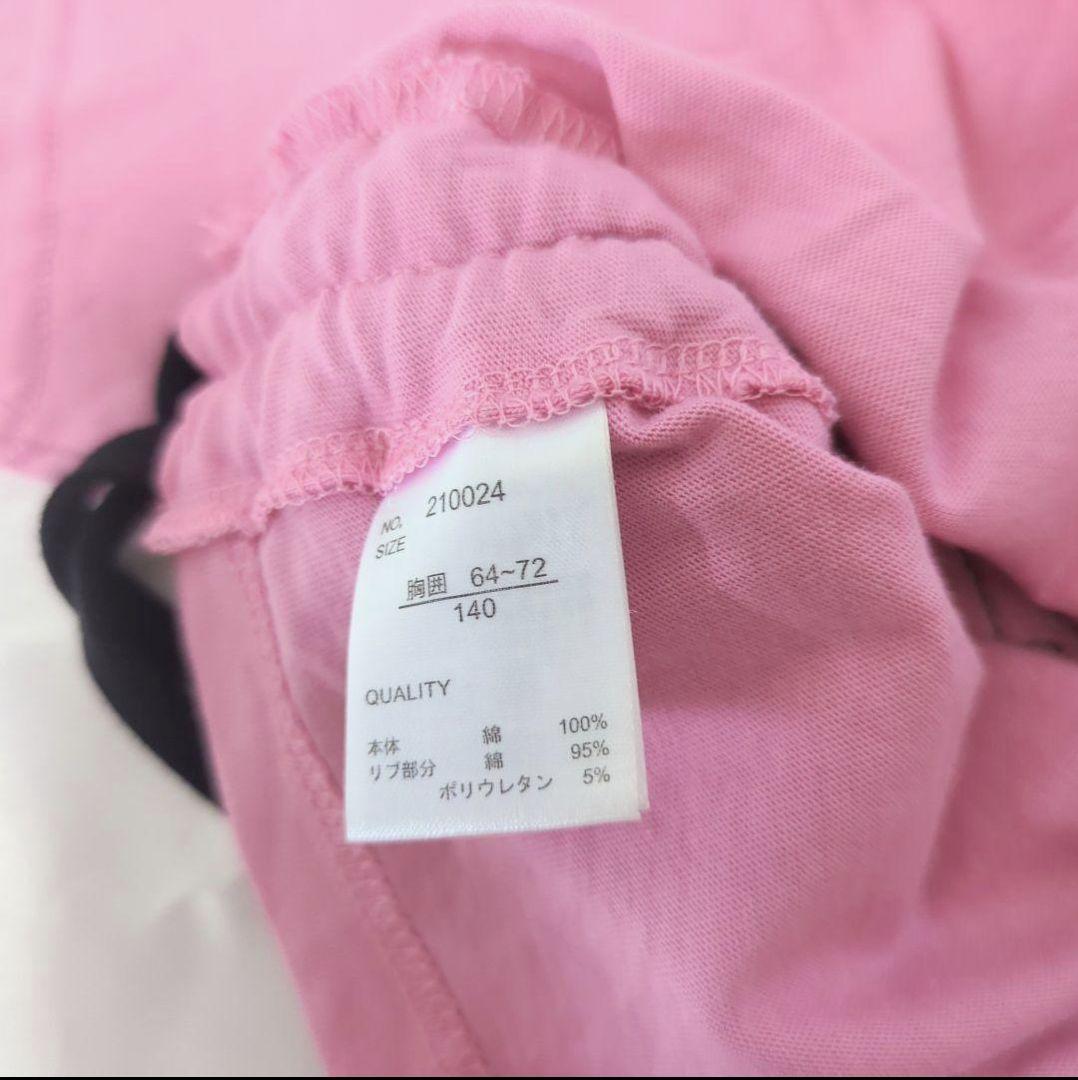 NO. 210024
SIZE
胸囲 64~72
140
QUALITY
本体 綿 100%
リブ部分 綿 95%
ポリウレタン 5%